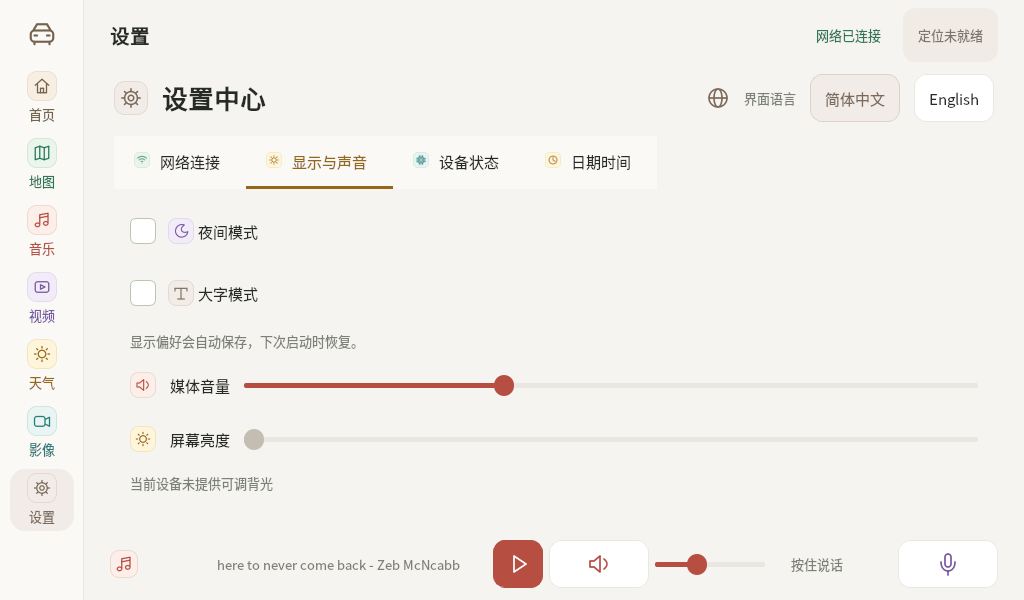 设置
网络已连接
定位未就绪
首页
地图
音乐
视频
天气
影像
设置
设置中心
界面语言
简体中文
English
网络连接
显示与声音
设备状态
日期时间
夜间模式
大字模式
显示偏好会自动保存，下次启动时恢复。
媒体音量
屏幕亮度
当前设备未提供可调背光
here to never come back - Zeb McNcabb
按住说话